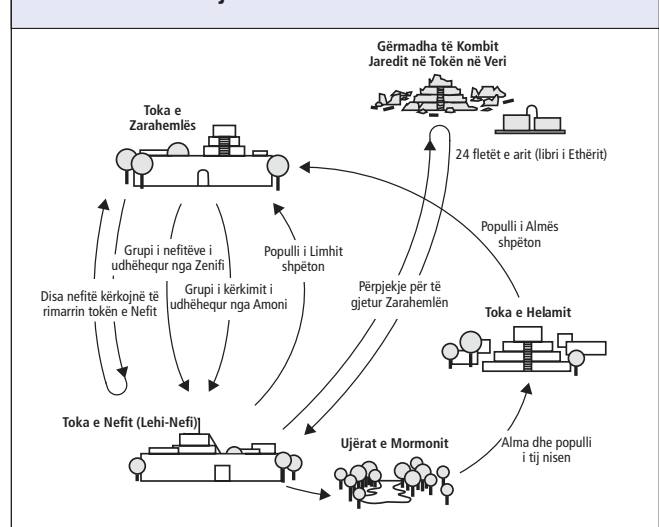 Gërmadha të Kombit
Jaredit në Tokën në Veri
Toka e
Zarahemlës
24 fletët e arit (libri i Ethërit)
Populli i Almës
shpëton
Grupi i nefitëve i
udhëhequr nga Zenifi
Populli i Limhit
shpëton
Disa nefitë kërkojnë të
rimarrin tokën e Nefit
Grupi i kërkimit i
udhëhequr nga Amoni
Përpjekje për të
gjetur Zarahemlën
Toka e Helamit
Toka e Nefit (Lehi-Nefi)
Ujërat e Mormonit
Alma dhe populli
i tij nisen